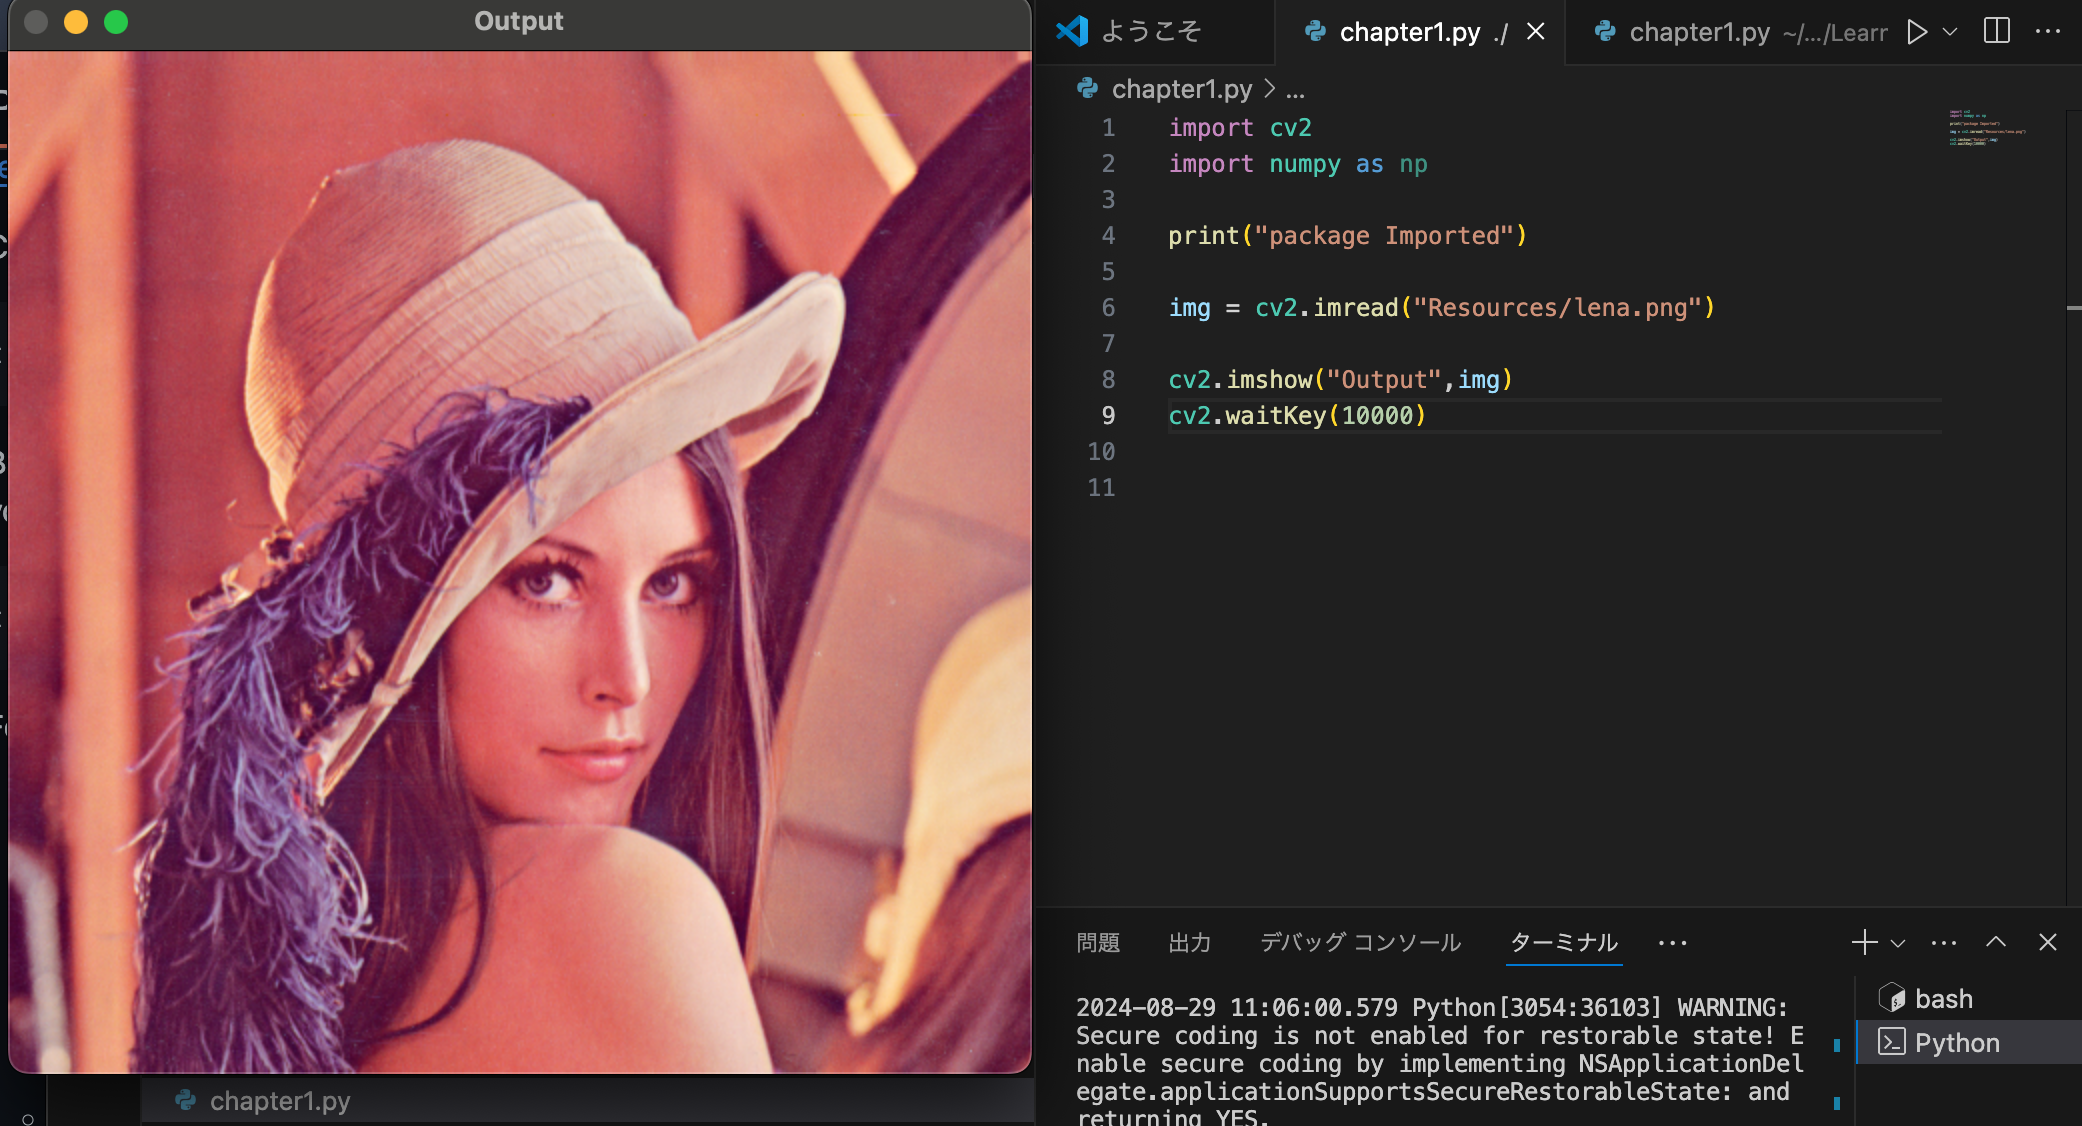 Output
ようこそ
chapter1.py ./
chapter1.py ~/.../Learr
chapter1.py > ...
1 import cv2
2 import numpy as np
3
4 print("package Imported")
5
6 img = cv2.imread("Resources/lena.png")
7
8 cv2.imshow("Output",img)
9 cv2.waitKey(10000)
10
11
問題 出力 デバッグ コンソール ターミナル ...
2024-08-29 11:06:00.579 Python[3054:36103] WARNING:
Secure coding is not enabled for restorable state! E
nable secure coding by implementing NSApplicationDel
egate.applicationSupportsSecureRestorableState: and
returning YES.
bash
Python
chapter1.py